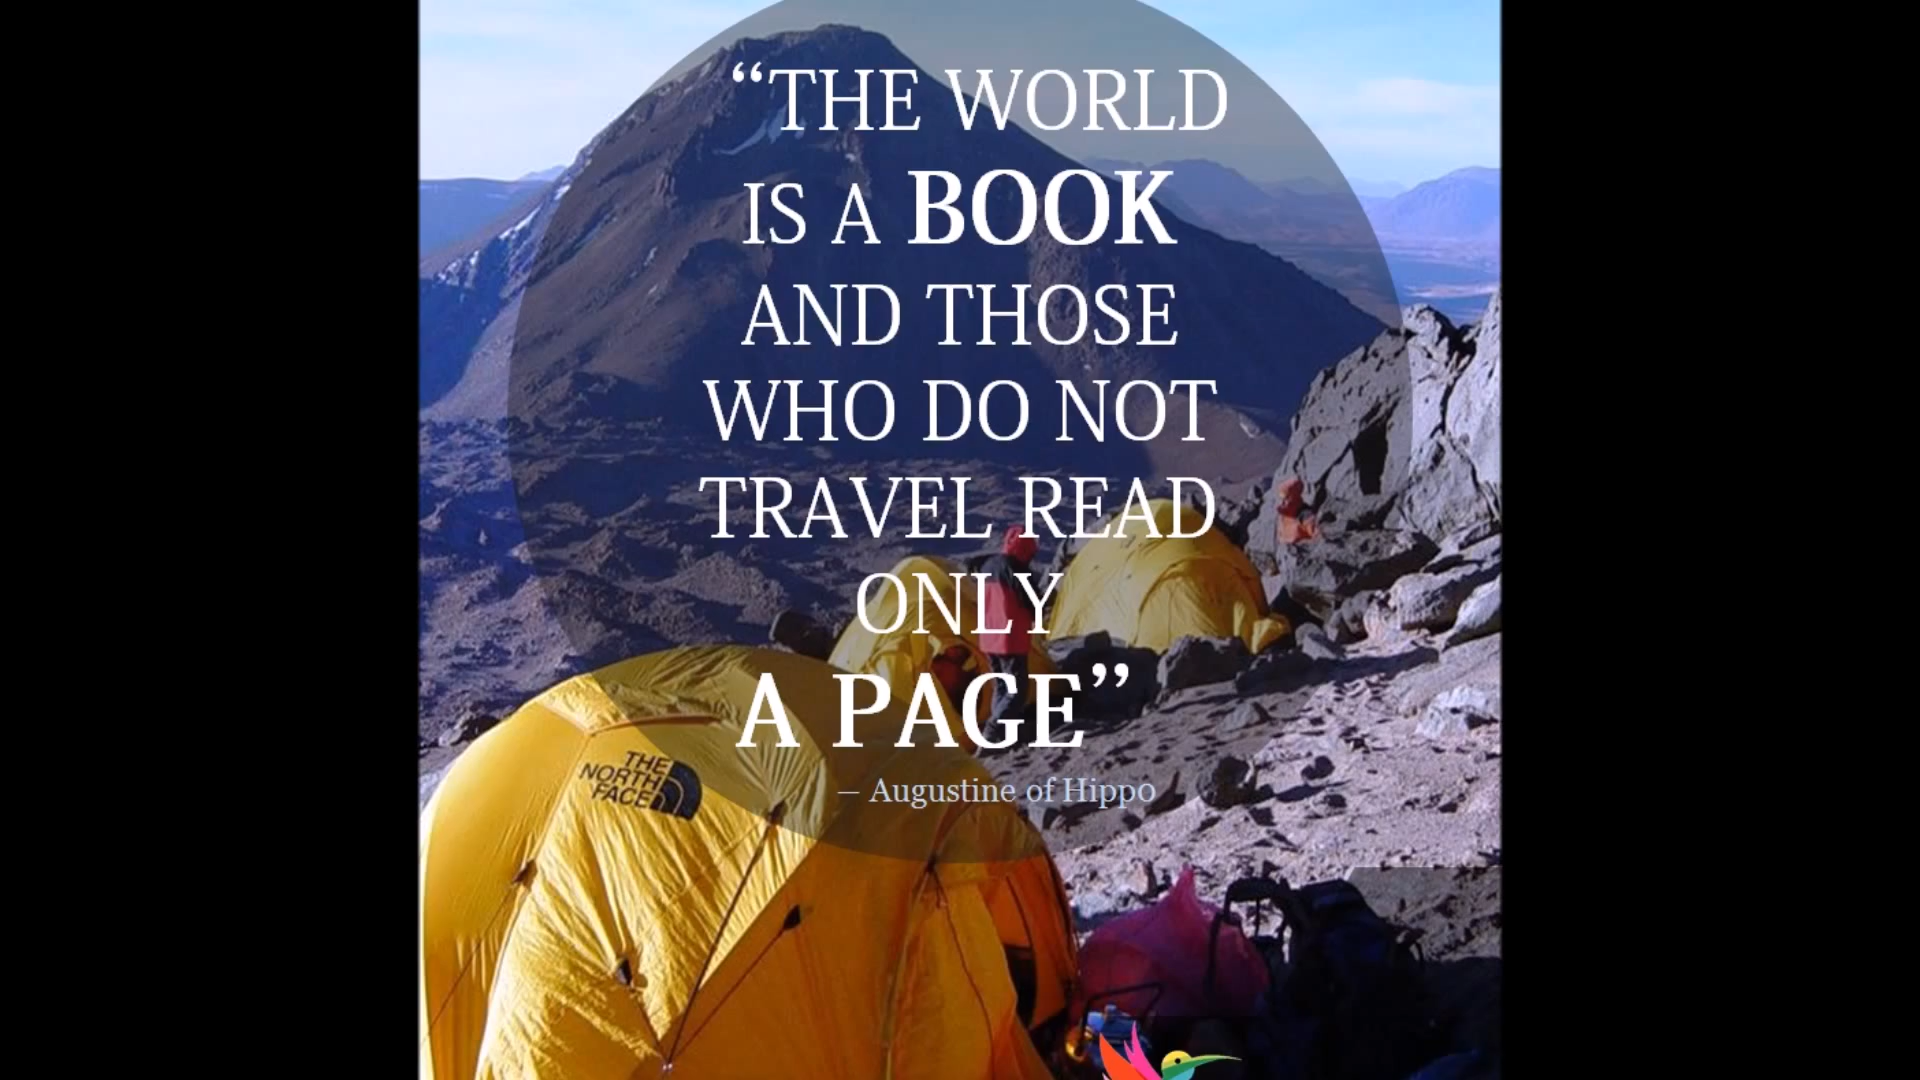 “THE WORLD
IS A BOOK
AND THOSE
WHO DO NOT
TRAVEL READ
ONLY
A PAGE”
– Augustine of Hippo
THE
NORTH
FACE